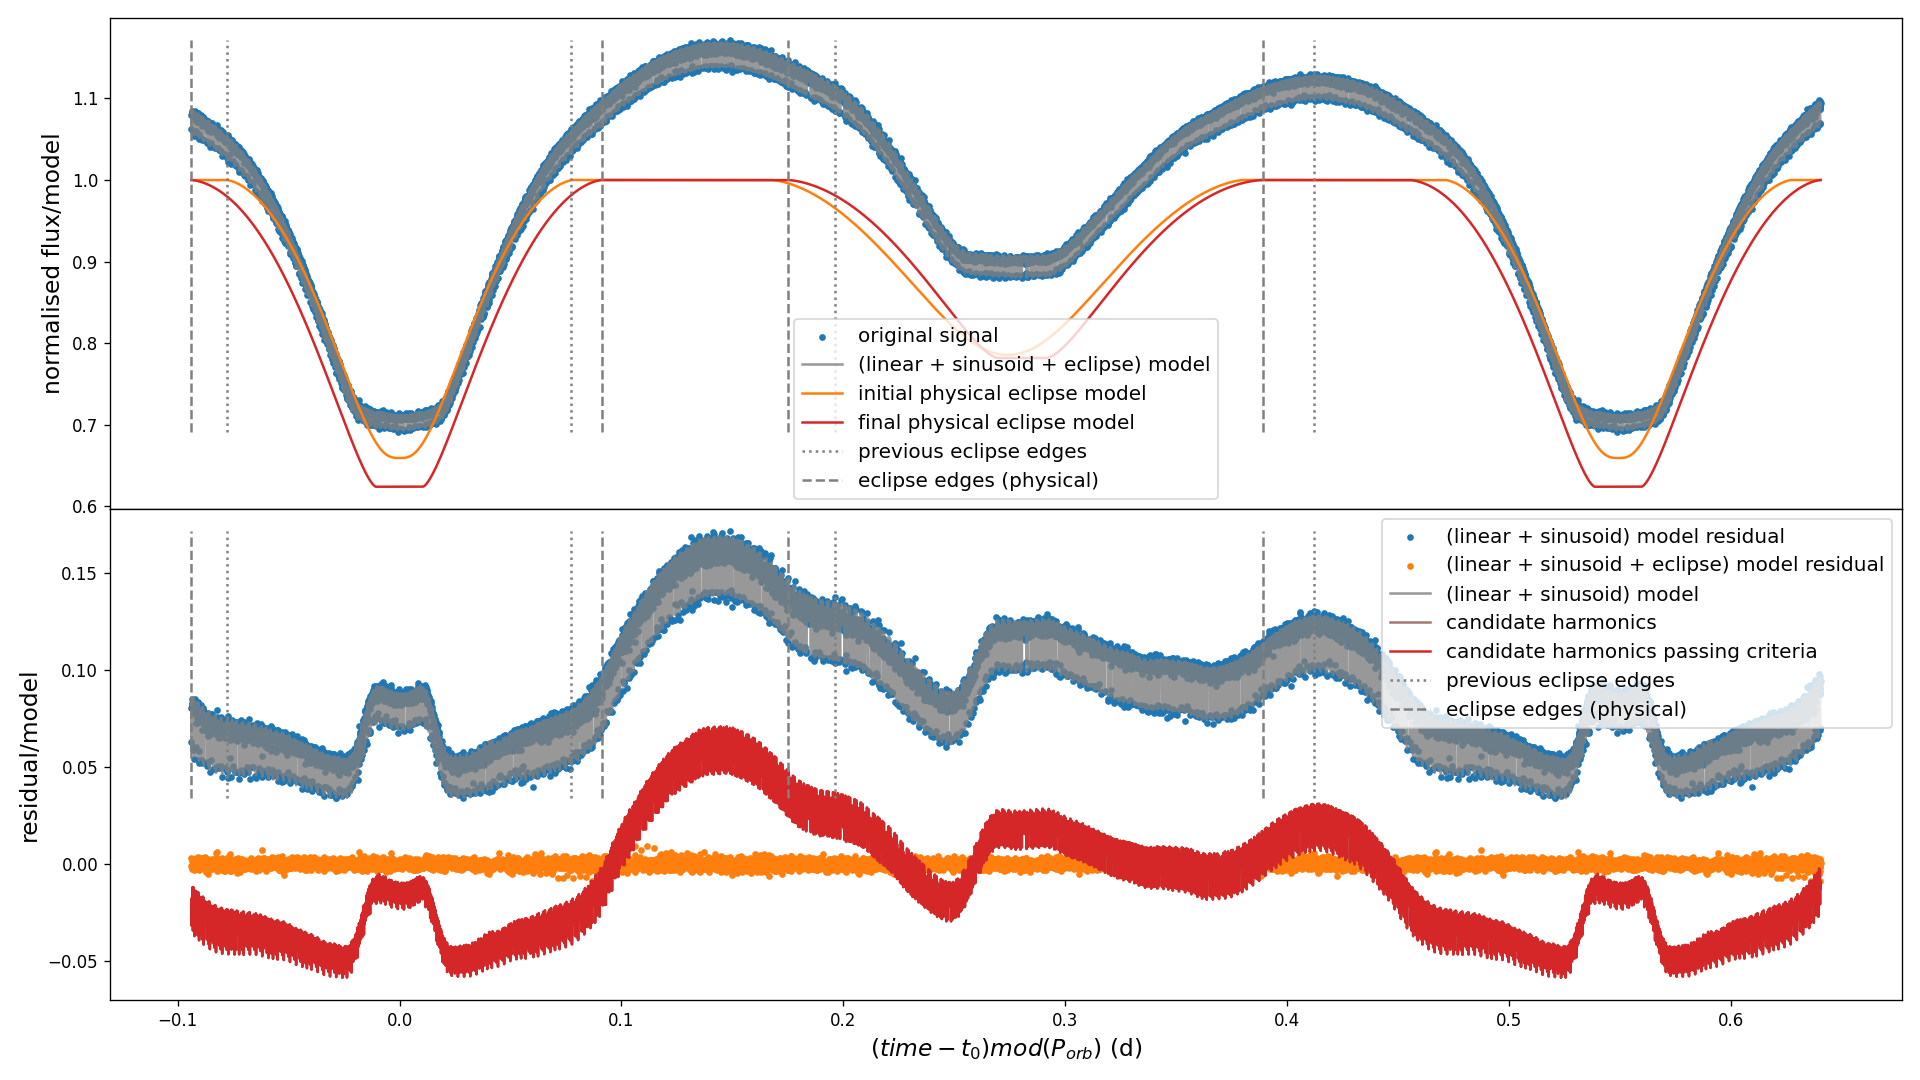 normalised flux/model
1.1
1.0
0.9
0.8
0.7
0.6
original signal
(linear + sinusoid + eclipse) model
initial physical eclipse model
final physical eclipse model
previous eclipse edges
eclipse edges (physical)
residual/model
0.15
0.10
0.05
0.00
−0.05
(linear + sinusoid) model residual
(linear + sinusoid + eclipse) model residual
(linear + sinusoid) model
candidate harmonics
candidate harmonics passing criteria
previous eclipse edges
eclipse edges (physical)
−0.1 0.0 0.1 0.2 0.3 0.4 0.5 0.6
(time − t₀)mod(Pₒᵣb) (d)